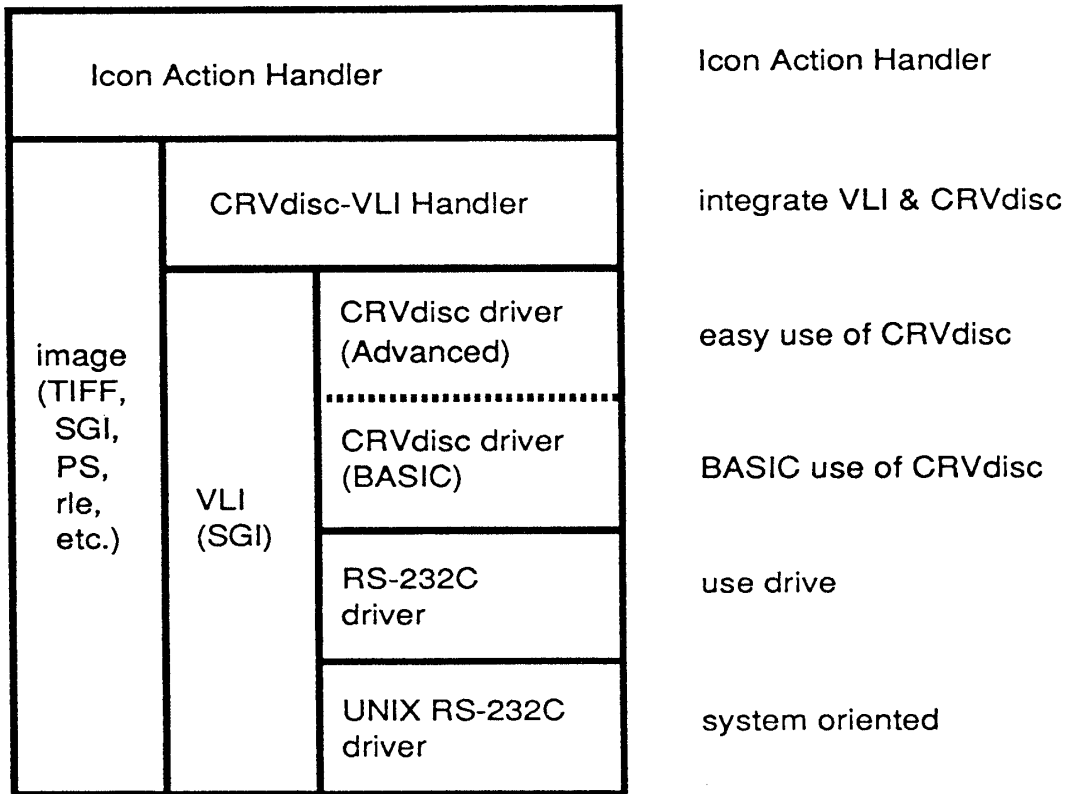 Icon Action Handler
Icon Action Handler
CRVdisc-VLI Handler
integrate VLI & CRVdisc
image
(TIFF,
SGI,
PS,
rle,
etc.)
VLI
(SGI)
CRVdisc driver
(Advanced)
easy use of CRVdisc
CRVdisc driver
(BASIC)
BASIC use of CRVdisc
RS-232C
driver
use drive
UNIX RS-232C
driver
system oriented